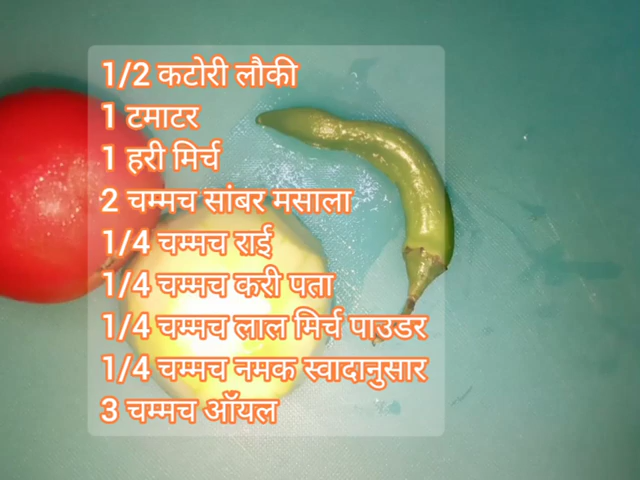 1/2 कटोरी लौकी
1 टमाटर
1 हरी मिर्च
2 चम्मच सांबर मसाला
1/4 चम्मच राई
1/4 चम्मच करी पता
1/4 चम्मच लाल मिर्च पाउडर
1/4 चम्मच नमक स्वादानुसार
3 चम्मच ऑयल